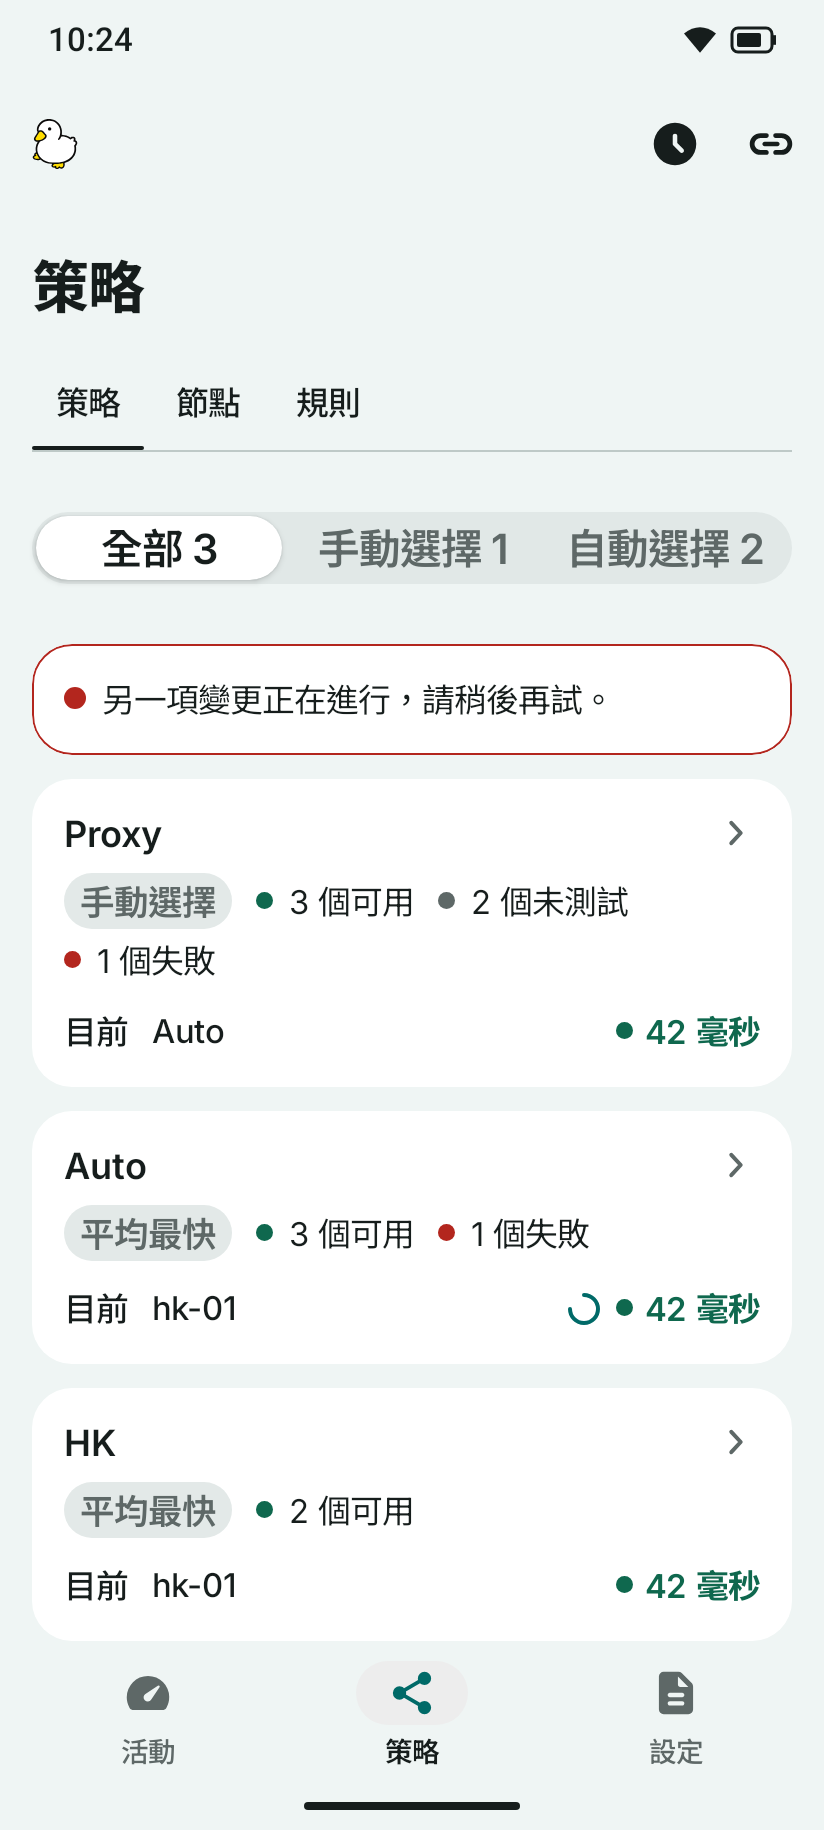 10:24
策略
策略 節點 規則
全部 3 手動選擇 1 自動選擇 2
另一項變更正在進行，請稍後再試。
Proxy
手動選擇 3 個可用 2 個未測試
1 個失敗
目前 Auto 42 毫秒
Auto
平均最快 3 個可用 1 個失敗
目前 hk-01 42 毫秒
HK
平均最快 2 個可用
目前 hk-01 42 毫秒
活動 策略 設定